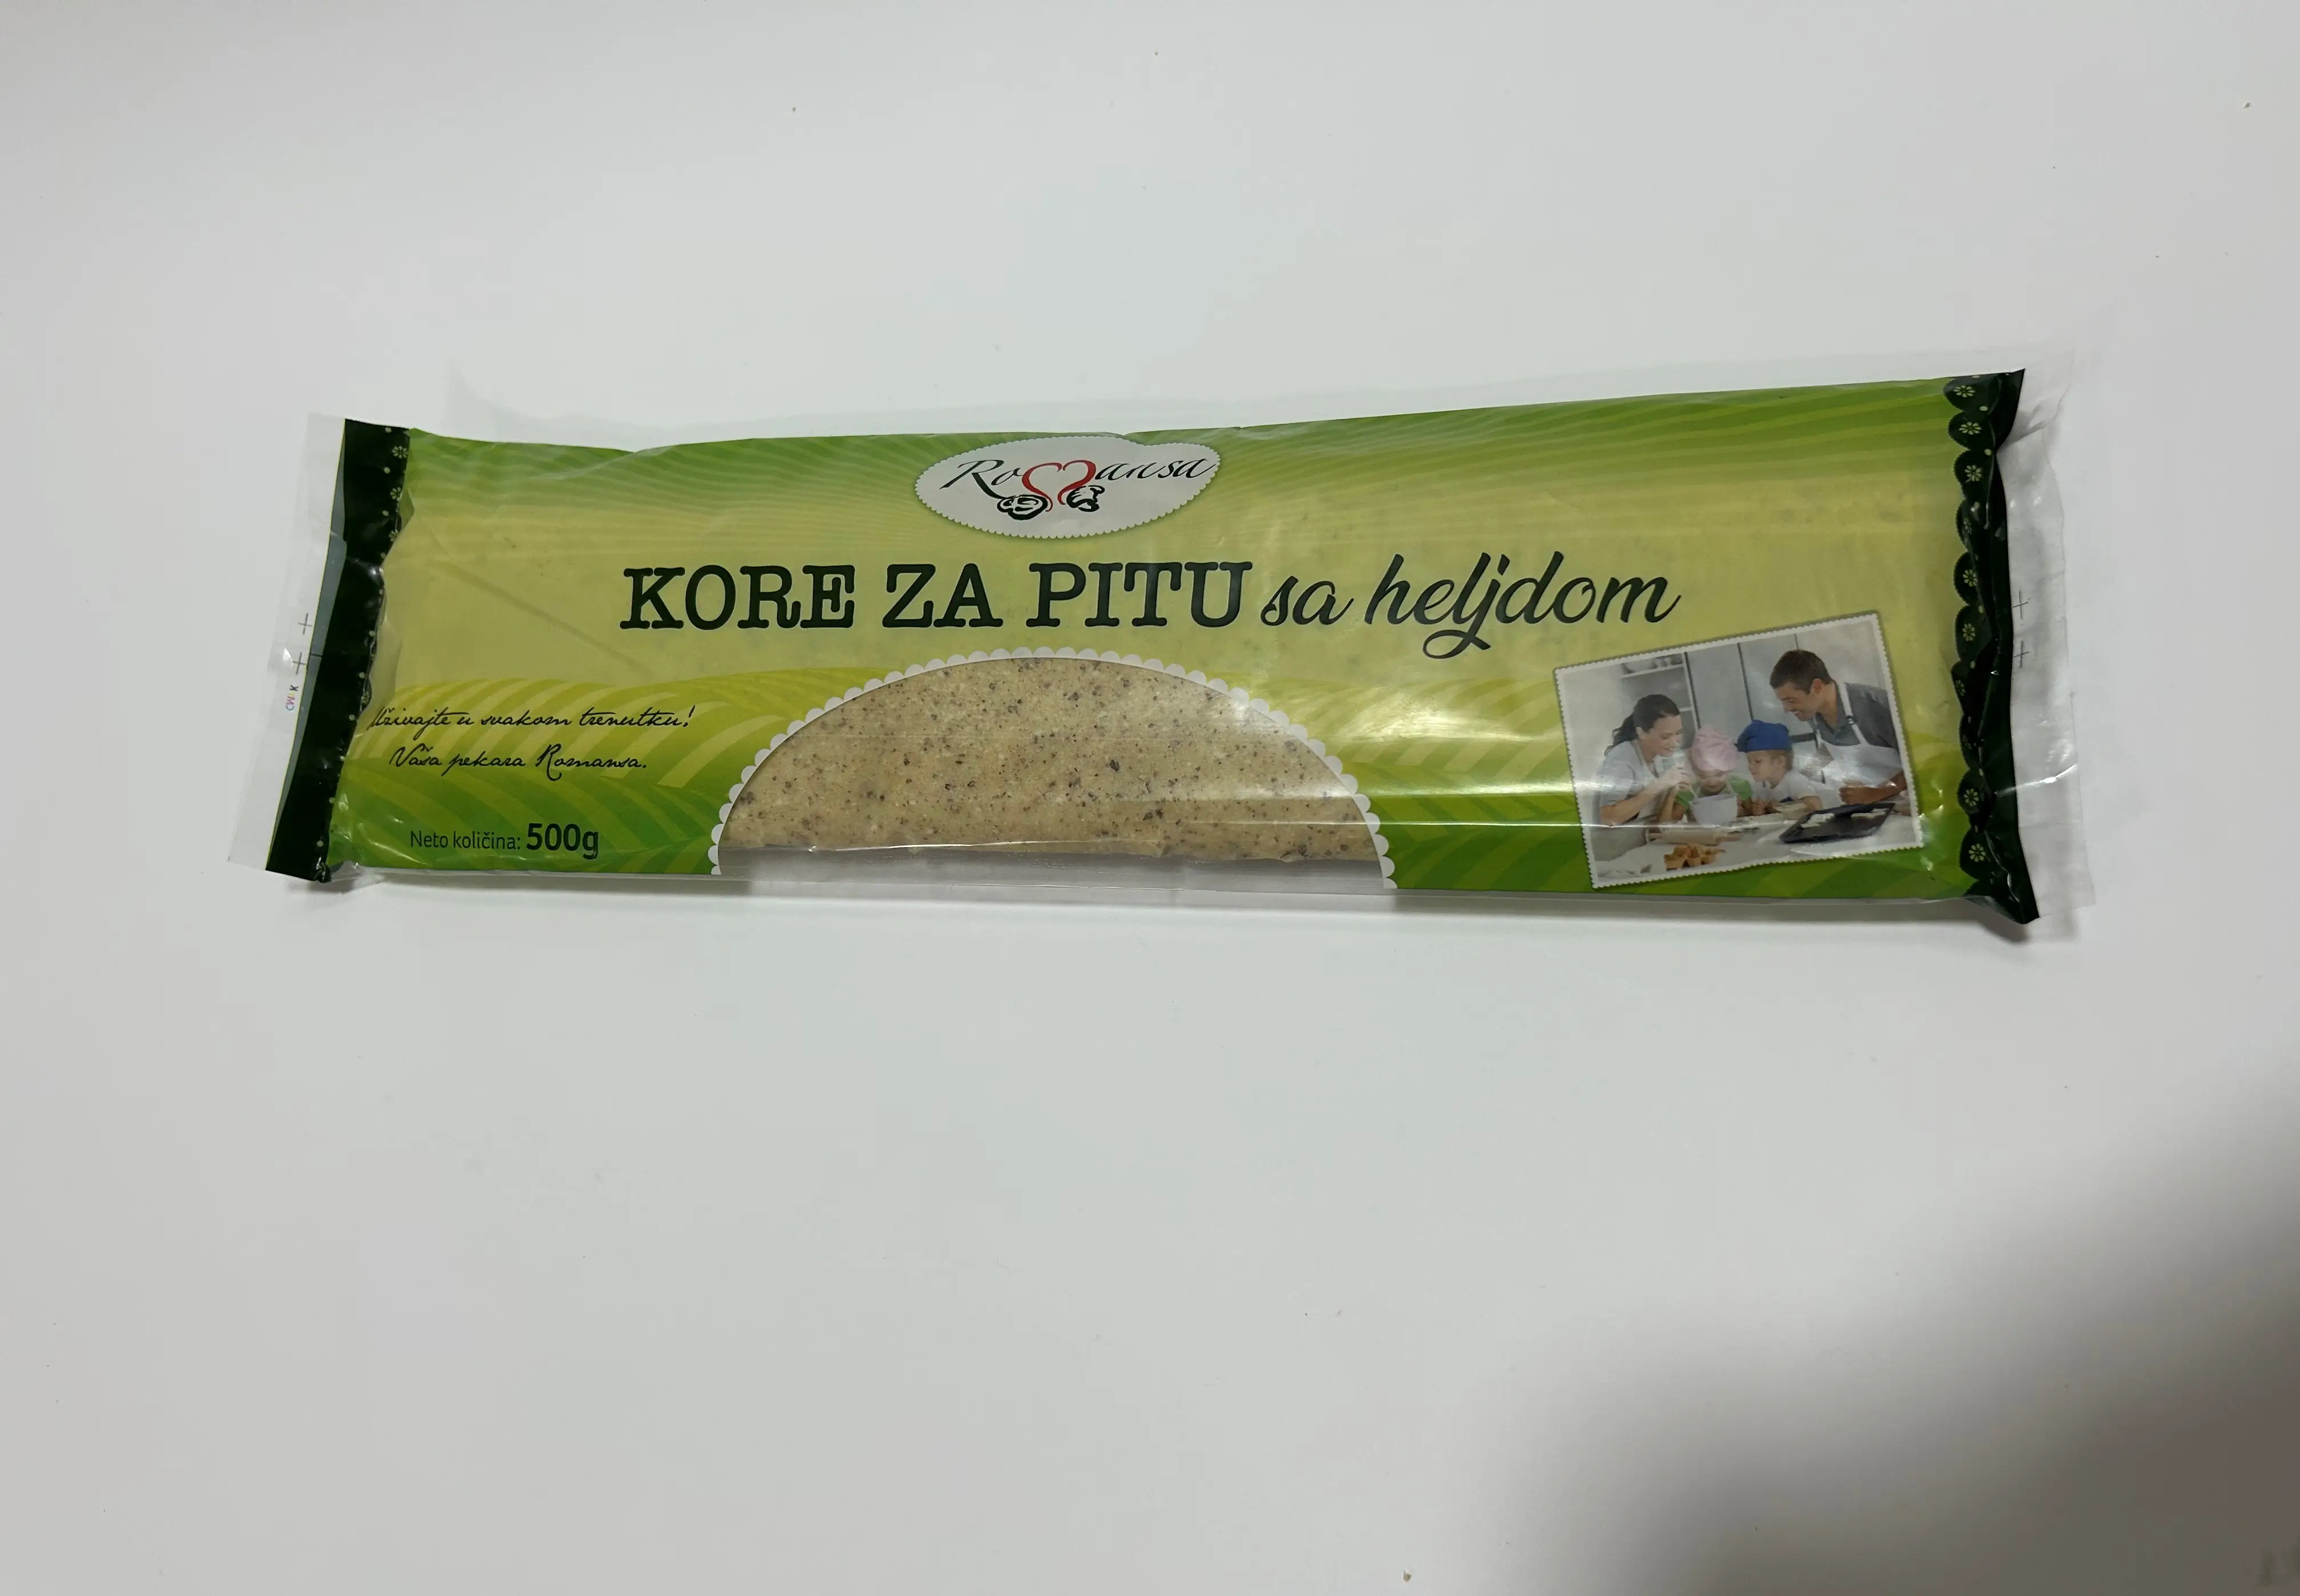 Romansa
KORE ZA PITU sa heljdom
Uživajte u svakom trenutku!
Vaša pekara Romansa.
Neto količina: 500g